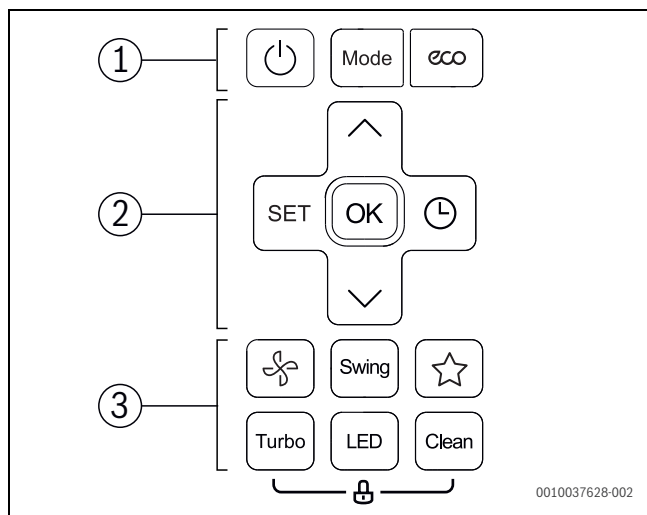 1 Mode eco
2 SET OK
3 Swing
Turbo LED Clean
0010037628-002